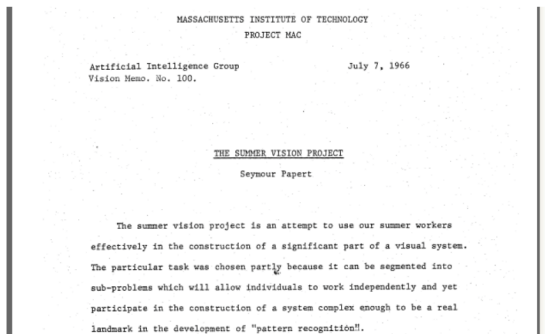 MASSACHUSETTS INSTITUTE OF TECHNOLOGY
PROJECT MAC
Artificial Intelligence Group July 7, 1966
Vision Memo. No. 100.
THE SUMMER VISION PROJECT
Seymour Papert
The summer vision project is an attempt to use our summer workers
effectively in the construction of a significant part of a visual system.
The particular task was chosen partly because it can be segmented into
sub-problems which will allow individuals to work independently and yet
participate in the construction of a system complex enough to be a real
landmark in the development of "pattern recognition".